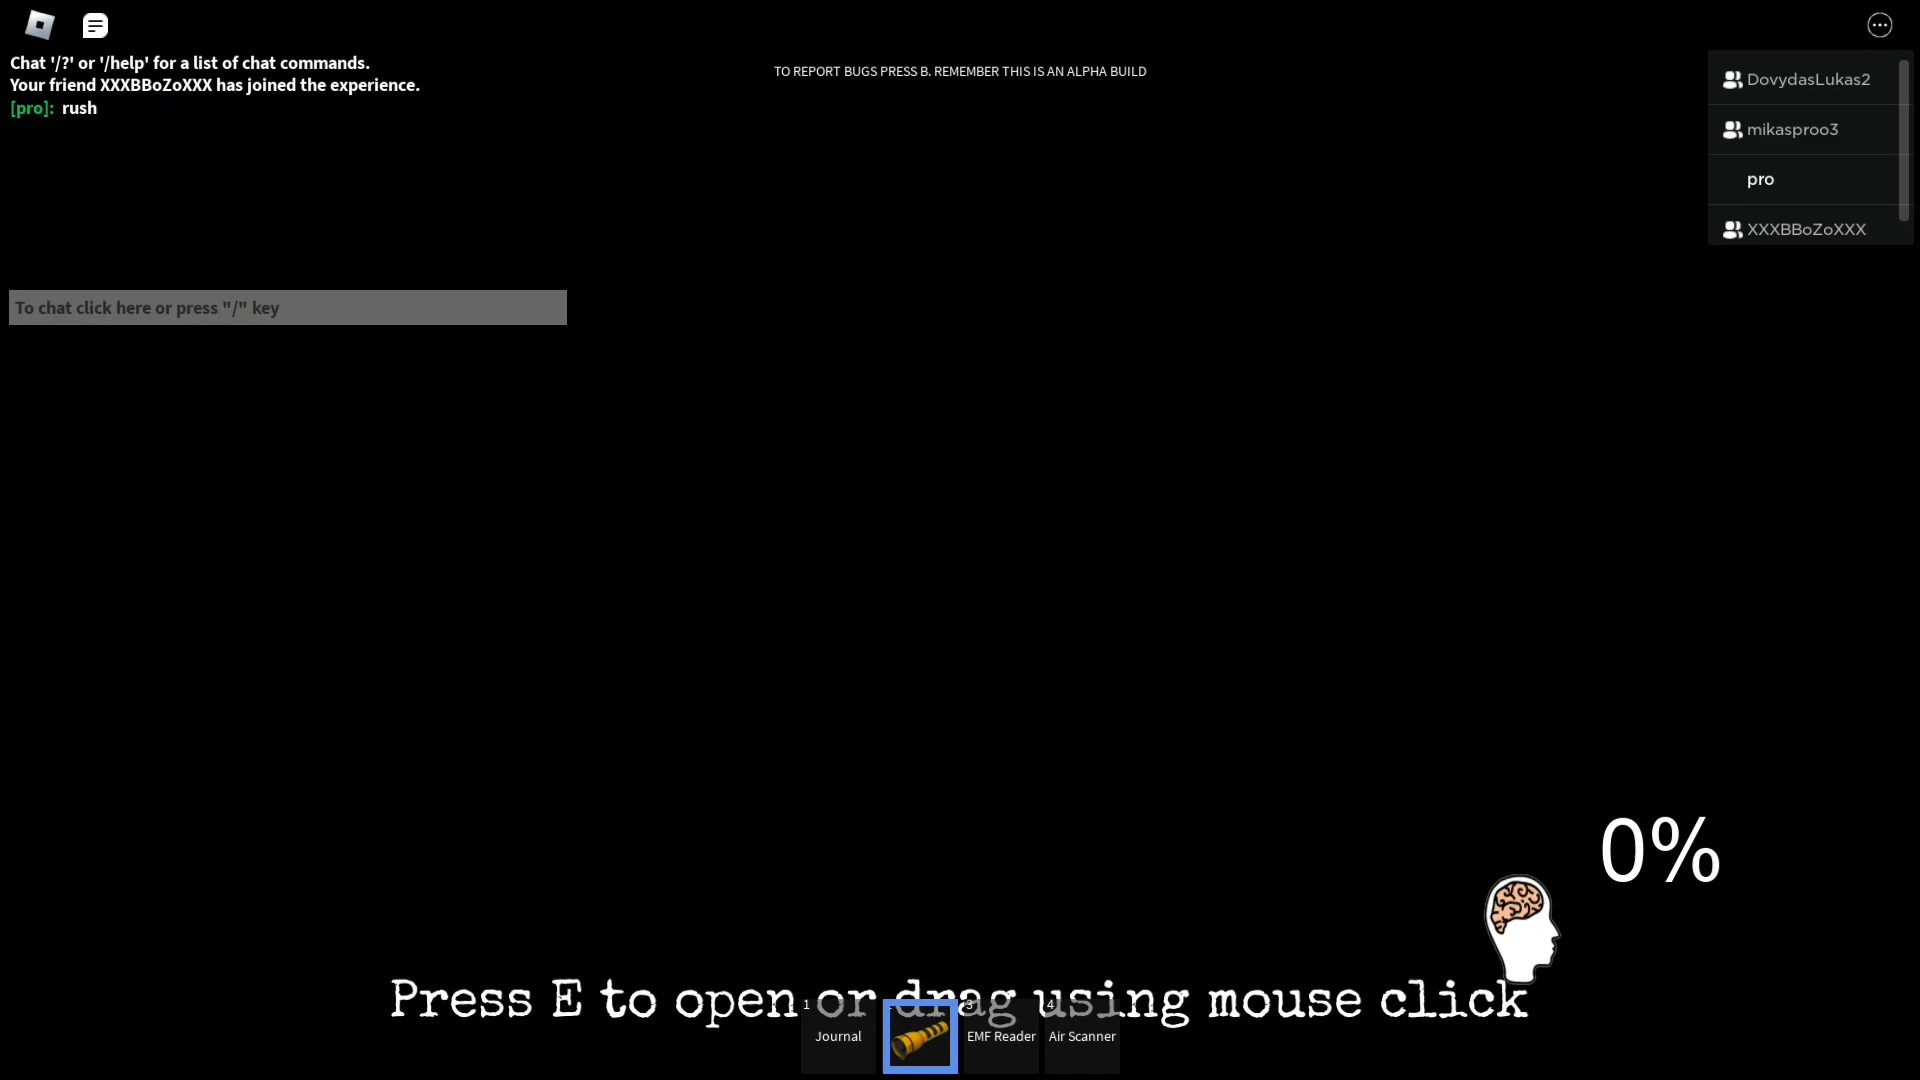 Chat '/?' or '/help' for a list of chat commands.
Your friend XXXBBoZoXXX has joined the experience.
[pro]: rush
TO REPORT BUGS PRESS B. REMEMBER THIS IS AN ALPHA BUILD
DovydasLukas2
mikasproo3
pro
XXXBBoZoXXX
To chat click here or press "/" key
0%
Press E to open or drag using mouse click
1
Journal
3
EMF Reader
4
Air Scanner